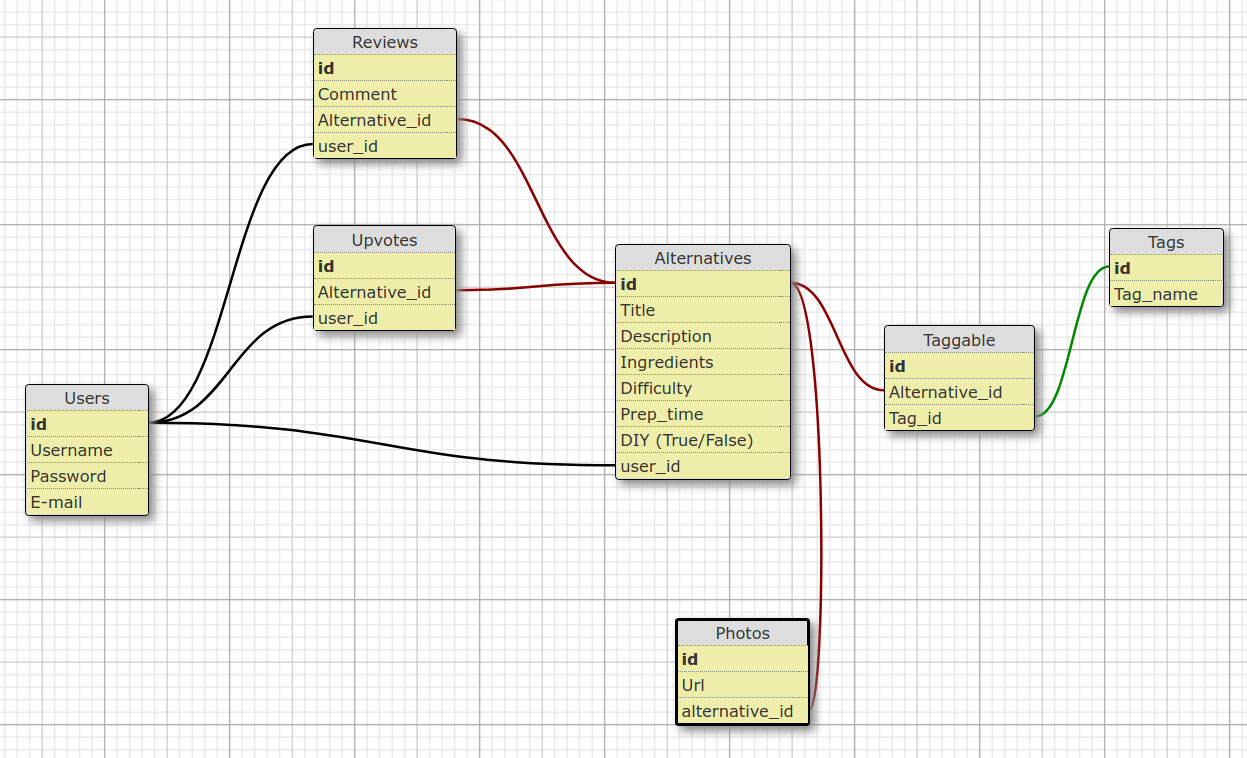 Reviews
id
Comment
Alternative_id
user_id
Upvotes
id
Alternative_id
user_id
Users
id
Username
Password
E-mail
Alternatives
id
Title
Description
Ingredients
Difficulty
Prep_time
DIY (True/False)
user_id
Taggable
id
Alternative_id
Tag_id
Tags
id
Tag_name
Photos
id
Url
alternative_id